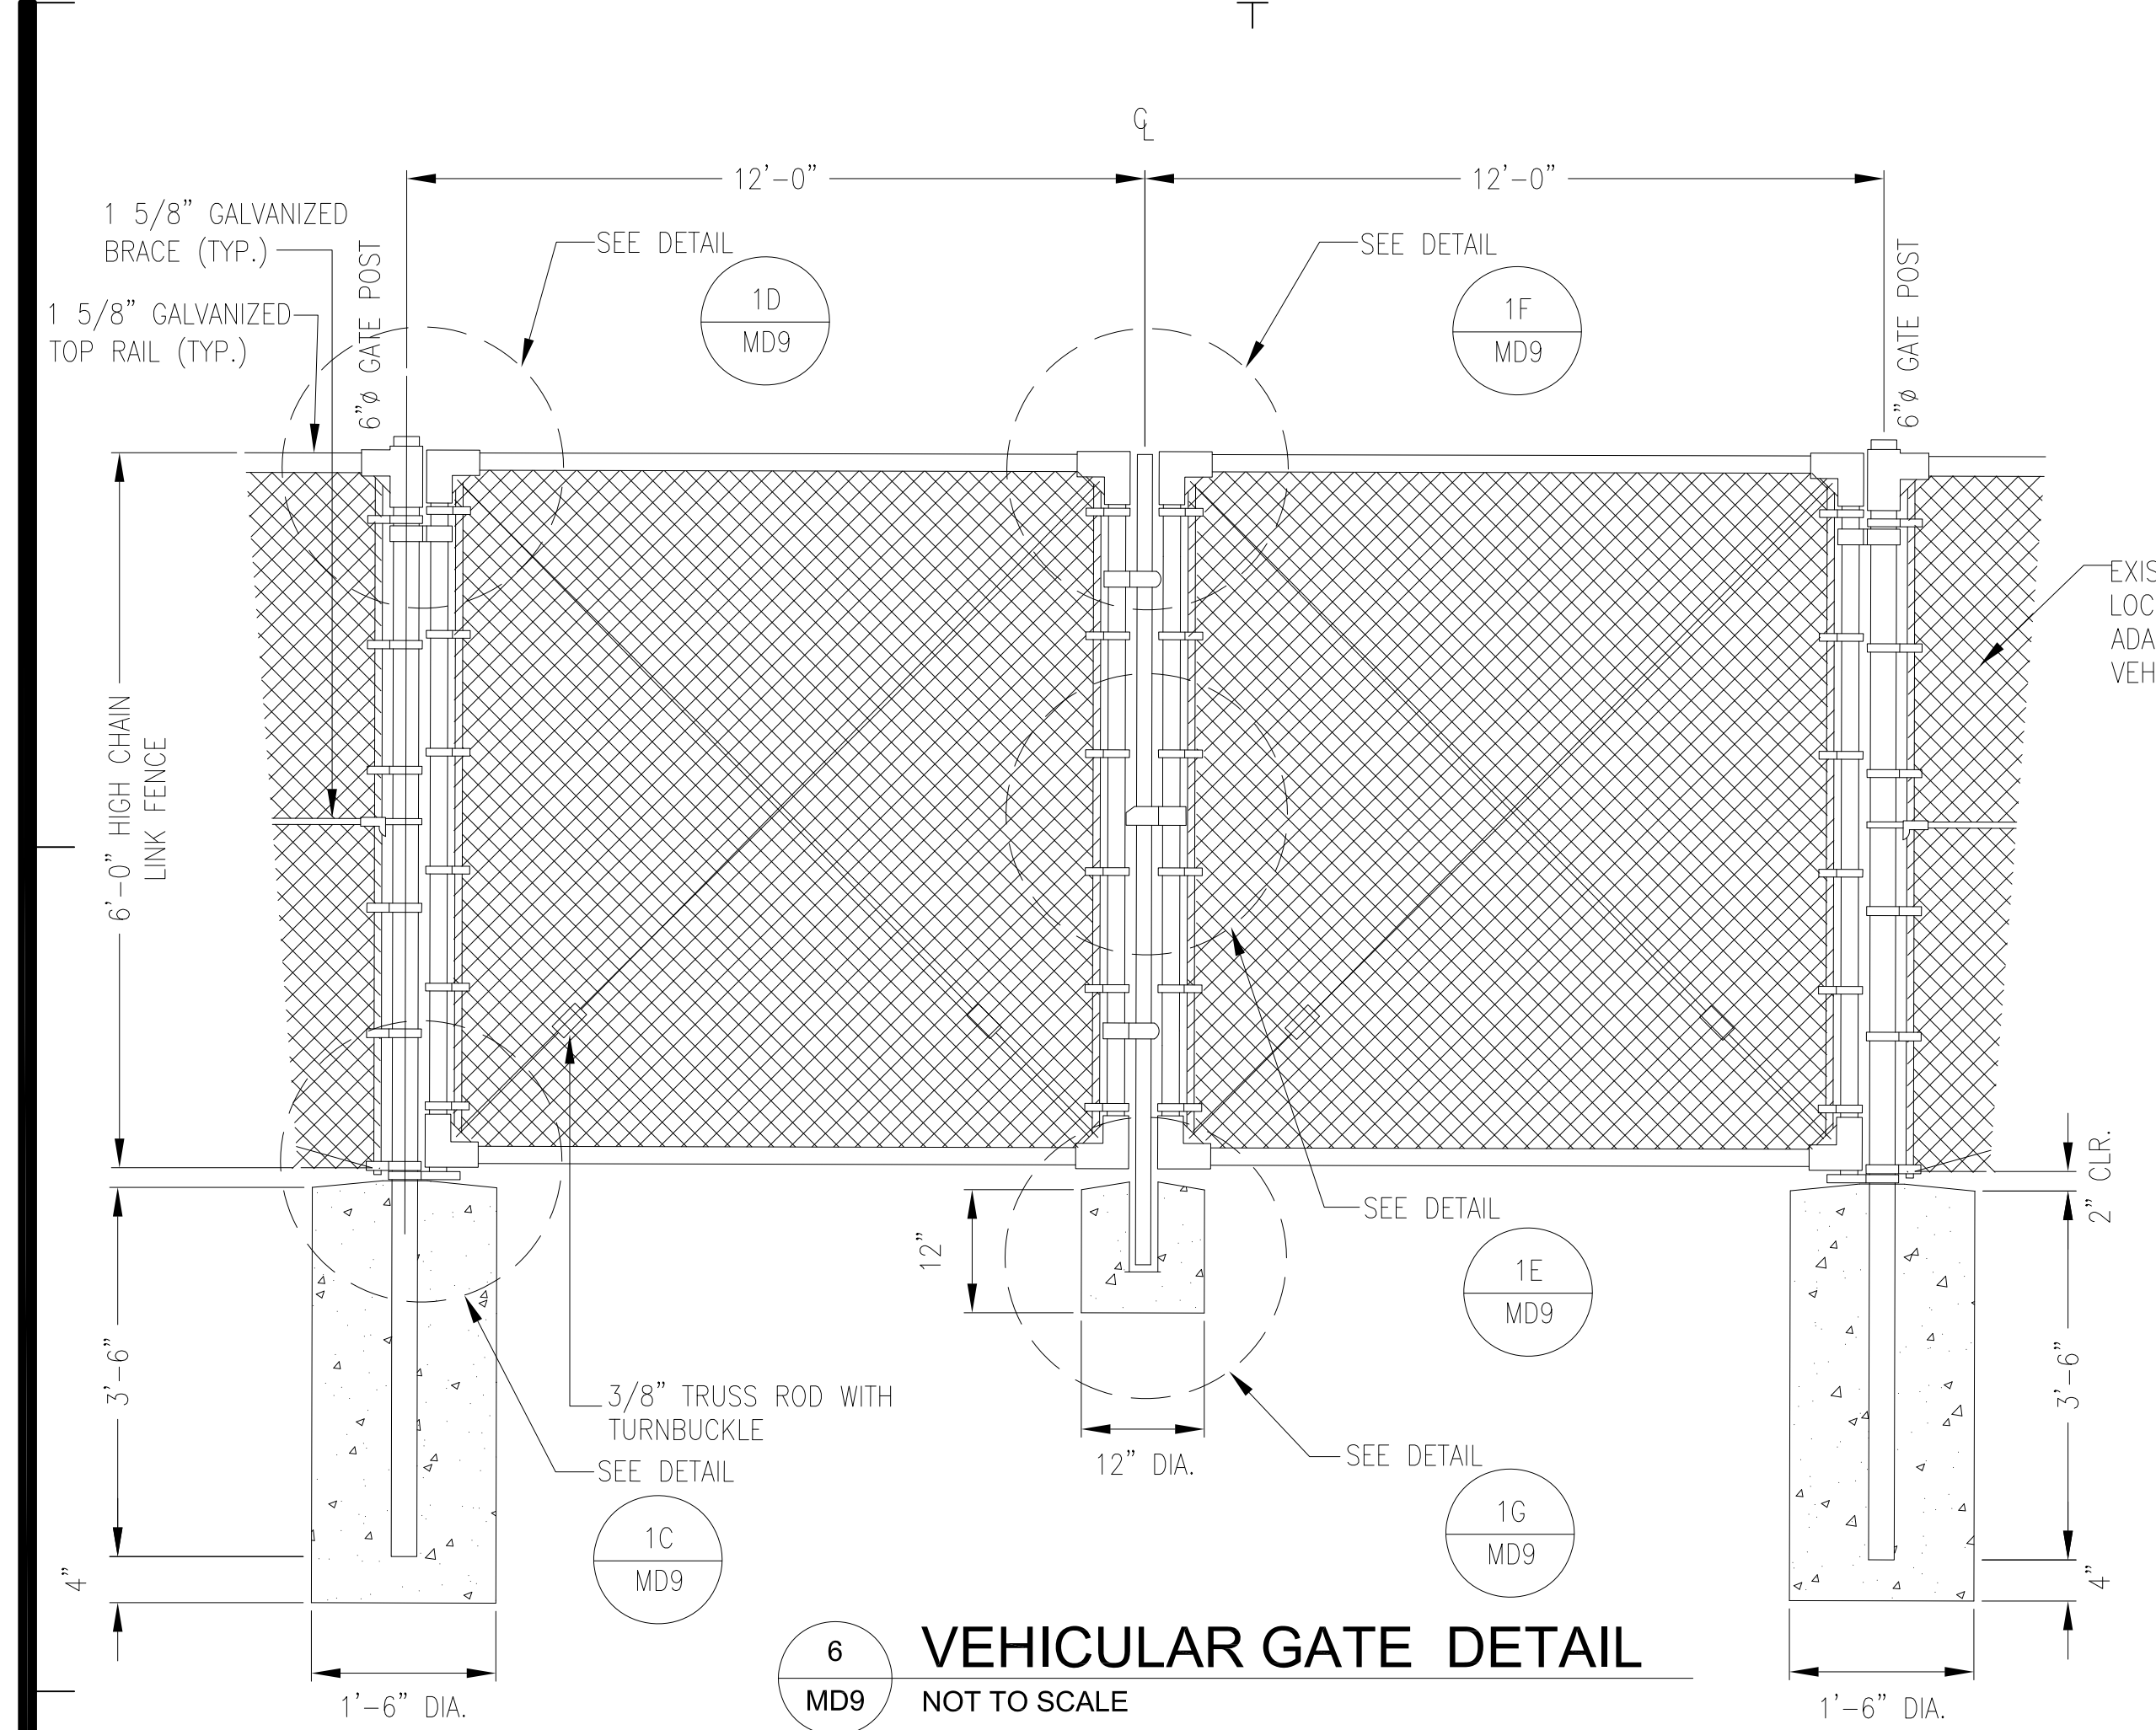 ℄
12'-0"
12'-0"
1 5/8" GALVANIZED
BRACE (TYP.)
1 5/8" GALVANIZED
TOP RAIL (TYP.)
6"ø GATE POST
SEE DETAIL
1D
MD9
SEE DETAIL
1F
MD9
6"ø GATE POST
6'-0" HIGH CHAIN
LINK FENCE
SEE DETAIL
1E
MD9
2" CLR.
12"
12" DIA.
3'-6"
4"
1'-6" DIA.
3/8" TRUSS ROD WITH
TURNBUCKLE
SEE DETAIL
1C
MD9
SEE DETAIL
1G
MD9
3'-6"
4"
1'-6" DIA.
6
MD9
VEHICULAR GATE DETAIL
NOT TO SCALE